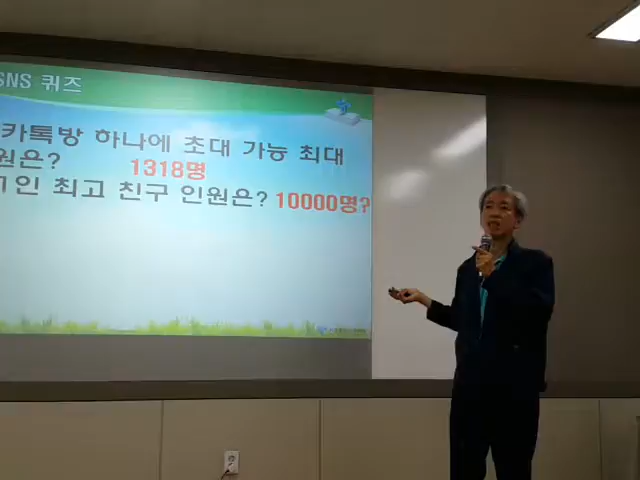 SNS 퀴즈
카톡방 하나에 초대 가능 최대
원은? 1318명
1인 최고 친구 인원은? 10000명?